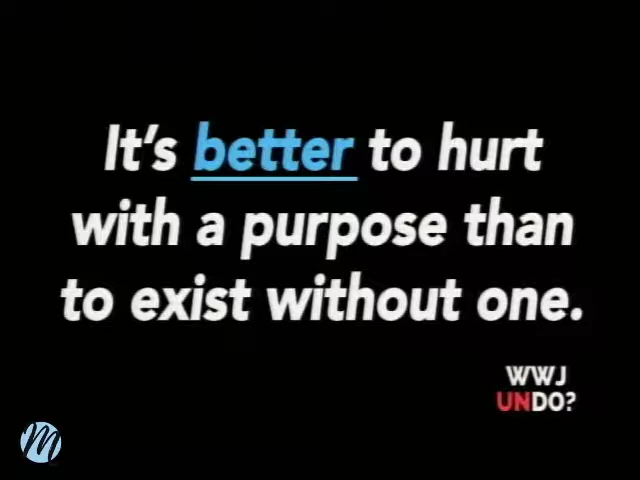 It's better to hurt
with a purpose than
to exist without one.
WWJ
UNDO?
M